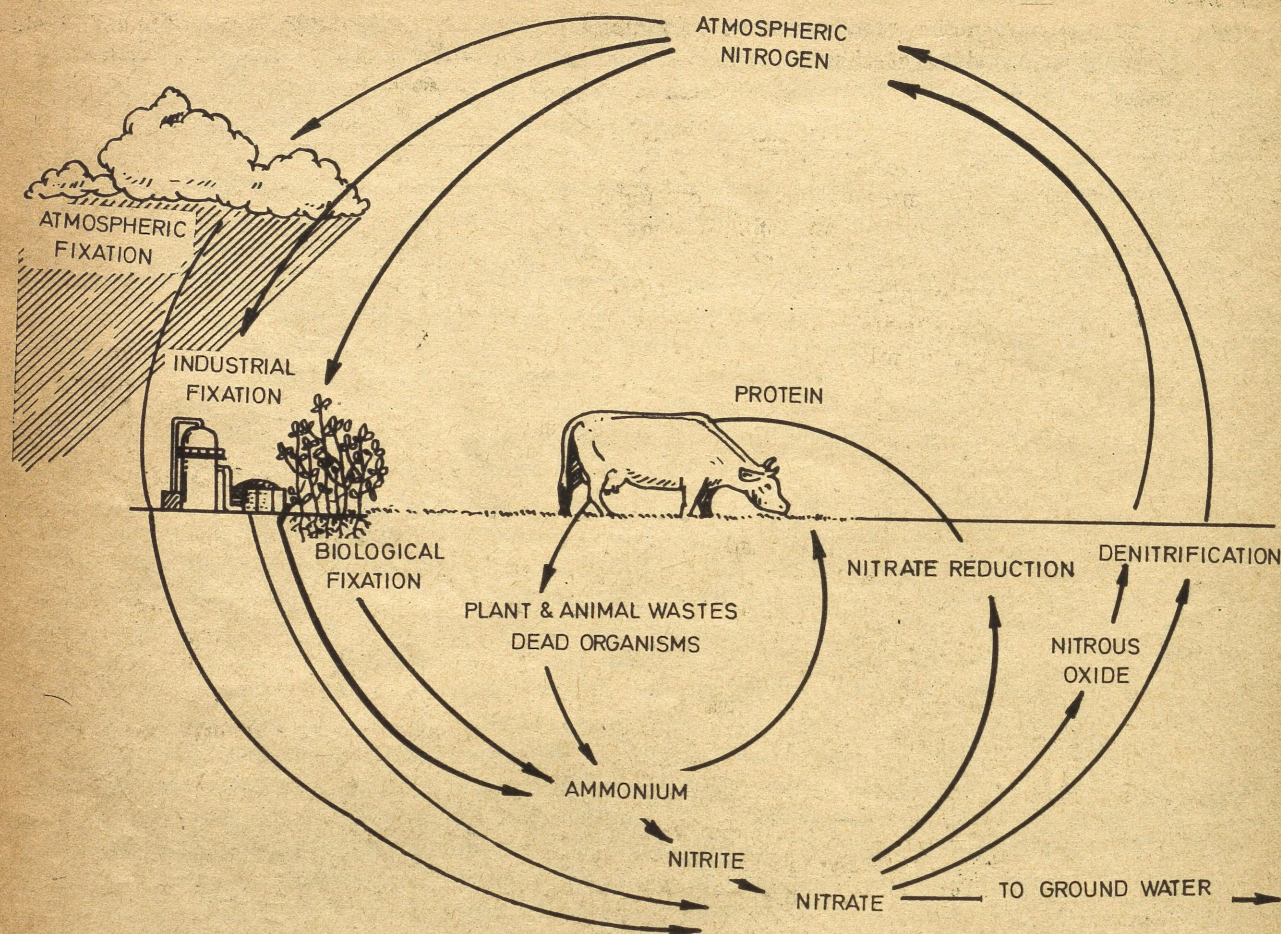 ATMOSPHERIC
NITROGEN
ATMOSPHERIC
FIXATION
INDUSTRIAL
FIXATION
PROTEIN
BIOLOGICAL
FIXATION
NITRATE REDUCTION
DENITRIFICATION
PLANT & ANIMAL WASTES
DEAD ORGANISMS
NITROUS
OXIDE
AMMONIUM
NITRITE
NITRATE
TO GROUND WATER